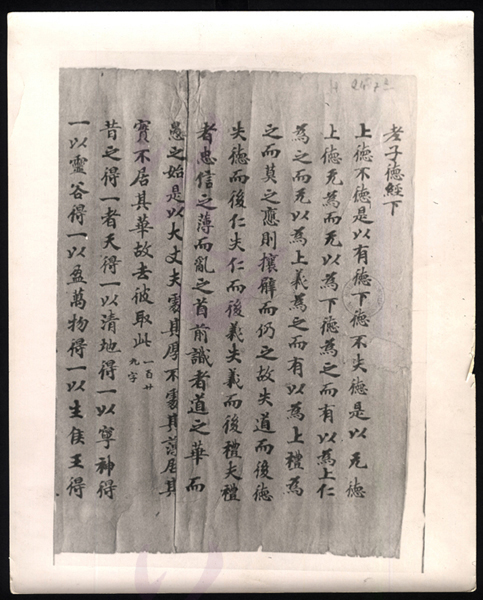 老子德經下
上德不德是以有德下德不失德是以无德
上德无為而无以為下德為之而有以為上仁
為之而无以為上義為之而有以為上禮為
之而莫之應則攘臂而仍之故失道而後德
失德而後仁失仁而後義失義而後禮夫禮
者忠信之薄而亂之首前識者道之華而
愚之始是以大丈夫處其厚不處其薄居其
實不居其華故去彼取此
一百廿
九字
昔之得一者天得一以清地得一以寧神得
一以靈谷得一以盈萬物得一以生侯王得